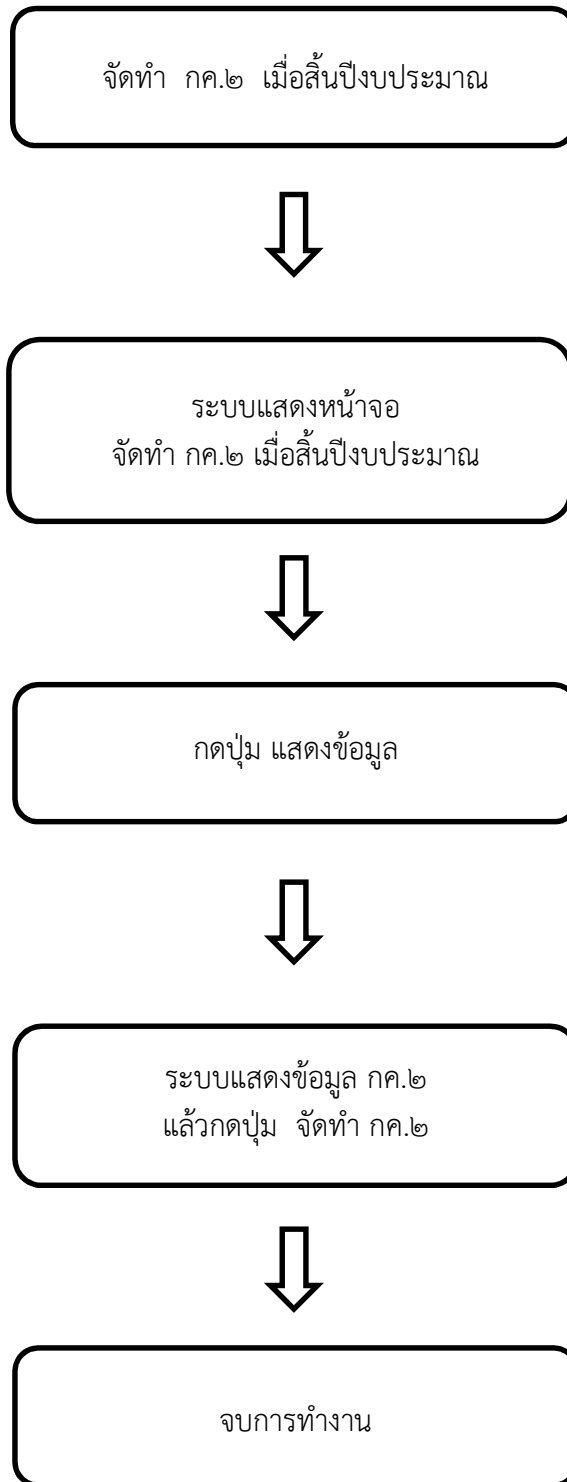 จัดทำ  กค.๒  เมื่อสิ้นปีงบประมาณ
ระบบแสดงหน้าจอ
จัดทำ กค.๒ เมื่อสิ้นปีงบประมาณ
กดปุ่ม แสดงข้อมูล
ระบบแสดงข้อมูล กค.๒
แล้วกดปุ่ม  จัดทำ กค.๒
จบการทำงาน